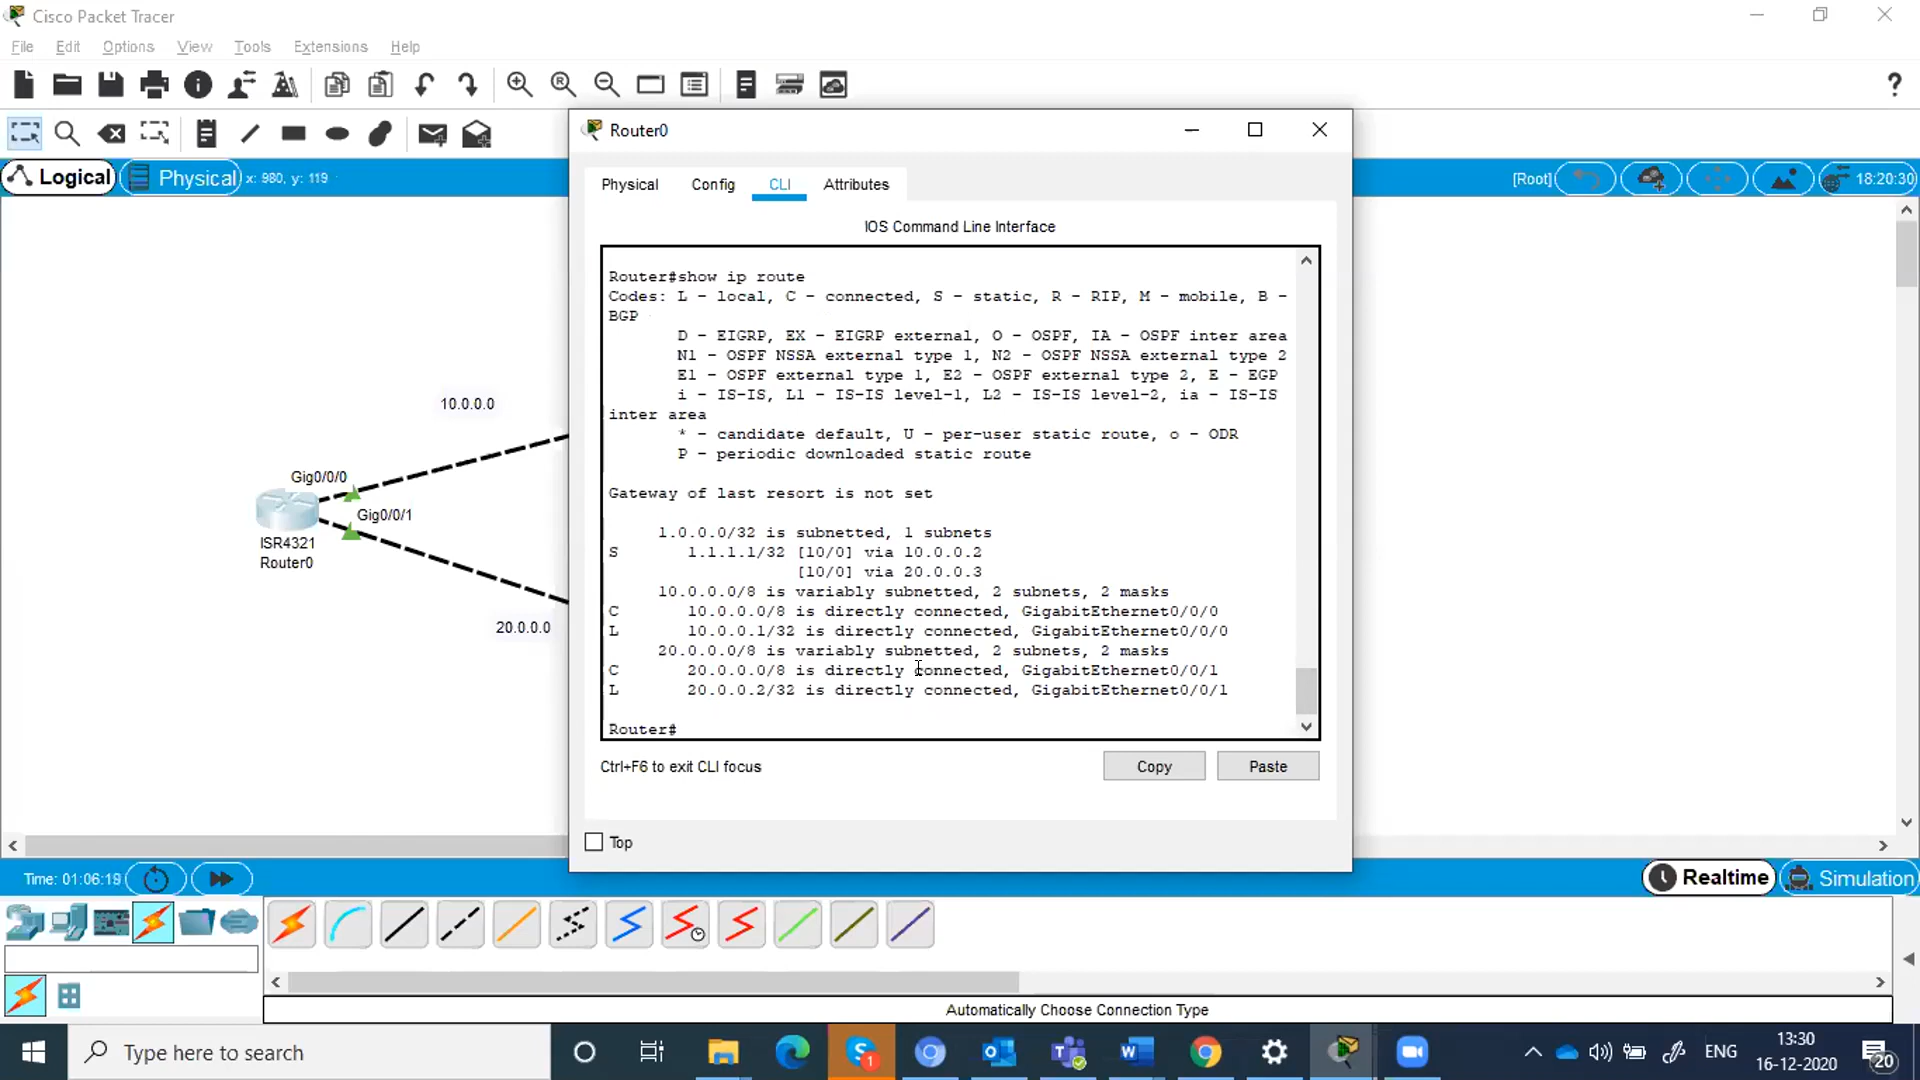 Cisco Packet Tracer
File Edit Options View Tools Extensions Help
Logical
Physical
x: 980, y: 119
[Root]
18:20:30
Router0
Physical Config CLI Attributes
IOS Command Line Interface
Router#show ip route
Codes: L - local, C - connected, S - static, R - RIP, M - mobile, B -
BGP
D - EIGRP, EX - EIGRP external, O - OSPF, IA - OSPF inter area
N1 - OSPF NSSA external type 1, N2 - OSPF NSSA external type 2
E1 - OSPF external type 1, E2 - OSPF external type 2, E - EGP
i - IS-IS, L1 - IS-IS level-1, L2 - IS-IS level-2, ia - IS-IS
inter area
* - candidate default, U - per-user static route, o - ODR
P - periodic downloaded static route
Gateway of last resort is not set
1.0.0.0/32 is subnetted, 1 subnets
S 1.1.1.1/32 [10/0] via 10.0.0.2
[10/0] via 20.0.0.3
10.0.0.0/8 is variably subnetted, 2 subnets, 2 masks
C 10.0.0.0/8 is directly connected, GigabitEthernet0/0/0
L 10.0.0.1/32 is directly connected, GigabitEthernet0/0/0
20.0.0.0/8 is variably subnetted, 2 subnets, 2 masks
C 20.0.0.0/8 is directly connected, GigabitEthernet0/0/1
L 20.0.0.2/32 is directly connected, GigabitEthernet0/0/1
Router#
Ctrl+F6 to exit CLI focus
Copy
Paste
Top
10.0.0.0
Gig0/0/0
Gig0/0/1
ISR4321
Router0
20.0.0.0
Time: 01:06:19
Realtime
Simulation
Automatically Choose Connection Type
Type here to search
ENG
13:30
16-12-2020
20